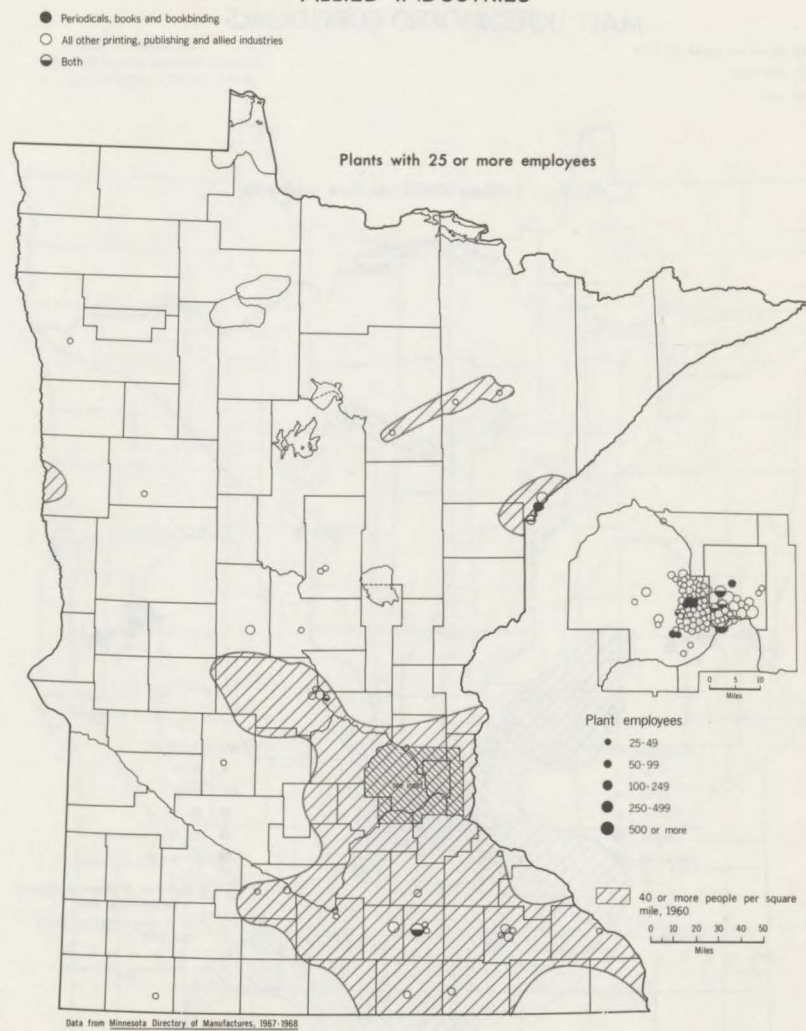 ALLIED INDUSTRIES
Periodicals, books and bookbinding
All other printing, publishing and allied industries
Both
Plants with 25 or more employees
0 5 10
Miles
Plant employees
25-49
50-99
100-249
250-499
500 or more
40 or more people per square
mile, 1960
0 10 20 30 40 50
Miles
Data from Minnesota Directory of Manufactures, 1967-1968